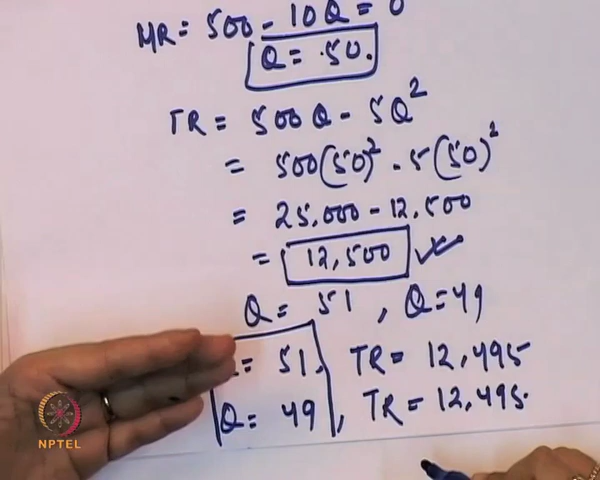 MR = 500 - 10Q = 0
Q = 50.
TR = 500Q - 5Q²
= 500(50)² - 5(50)²
= 25,000 - 12,500
= 12,500
Q = 51, Q = 49
= 51. TR = 12,495
Q = 49, TR = 12,495.
NPTEL